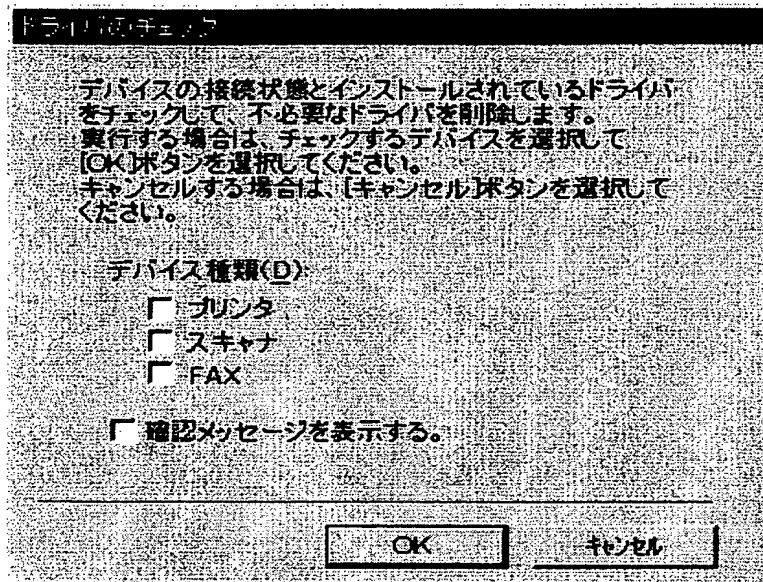 ドライバのチェック
デバイスの接続状態とインストールされているドライバ
をチェックして、不必要なドライバを削除します。
実行する場合は、チェックするデバイスを選択して
[OK]ボタンを選択してください。
キャンセルする場合は、[キャンセル]ボタンを選択して
ください。
デバイス種類(D):
プリンタ
スキャナ
FAX
確認メッセージを表示する。
OK
キャンセル